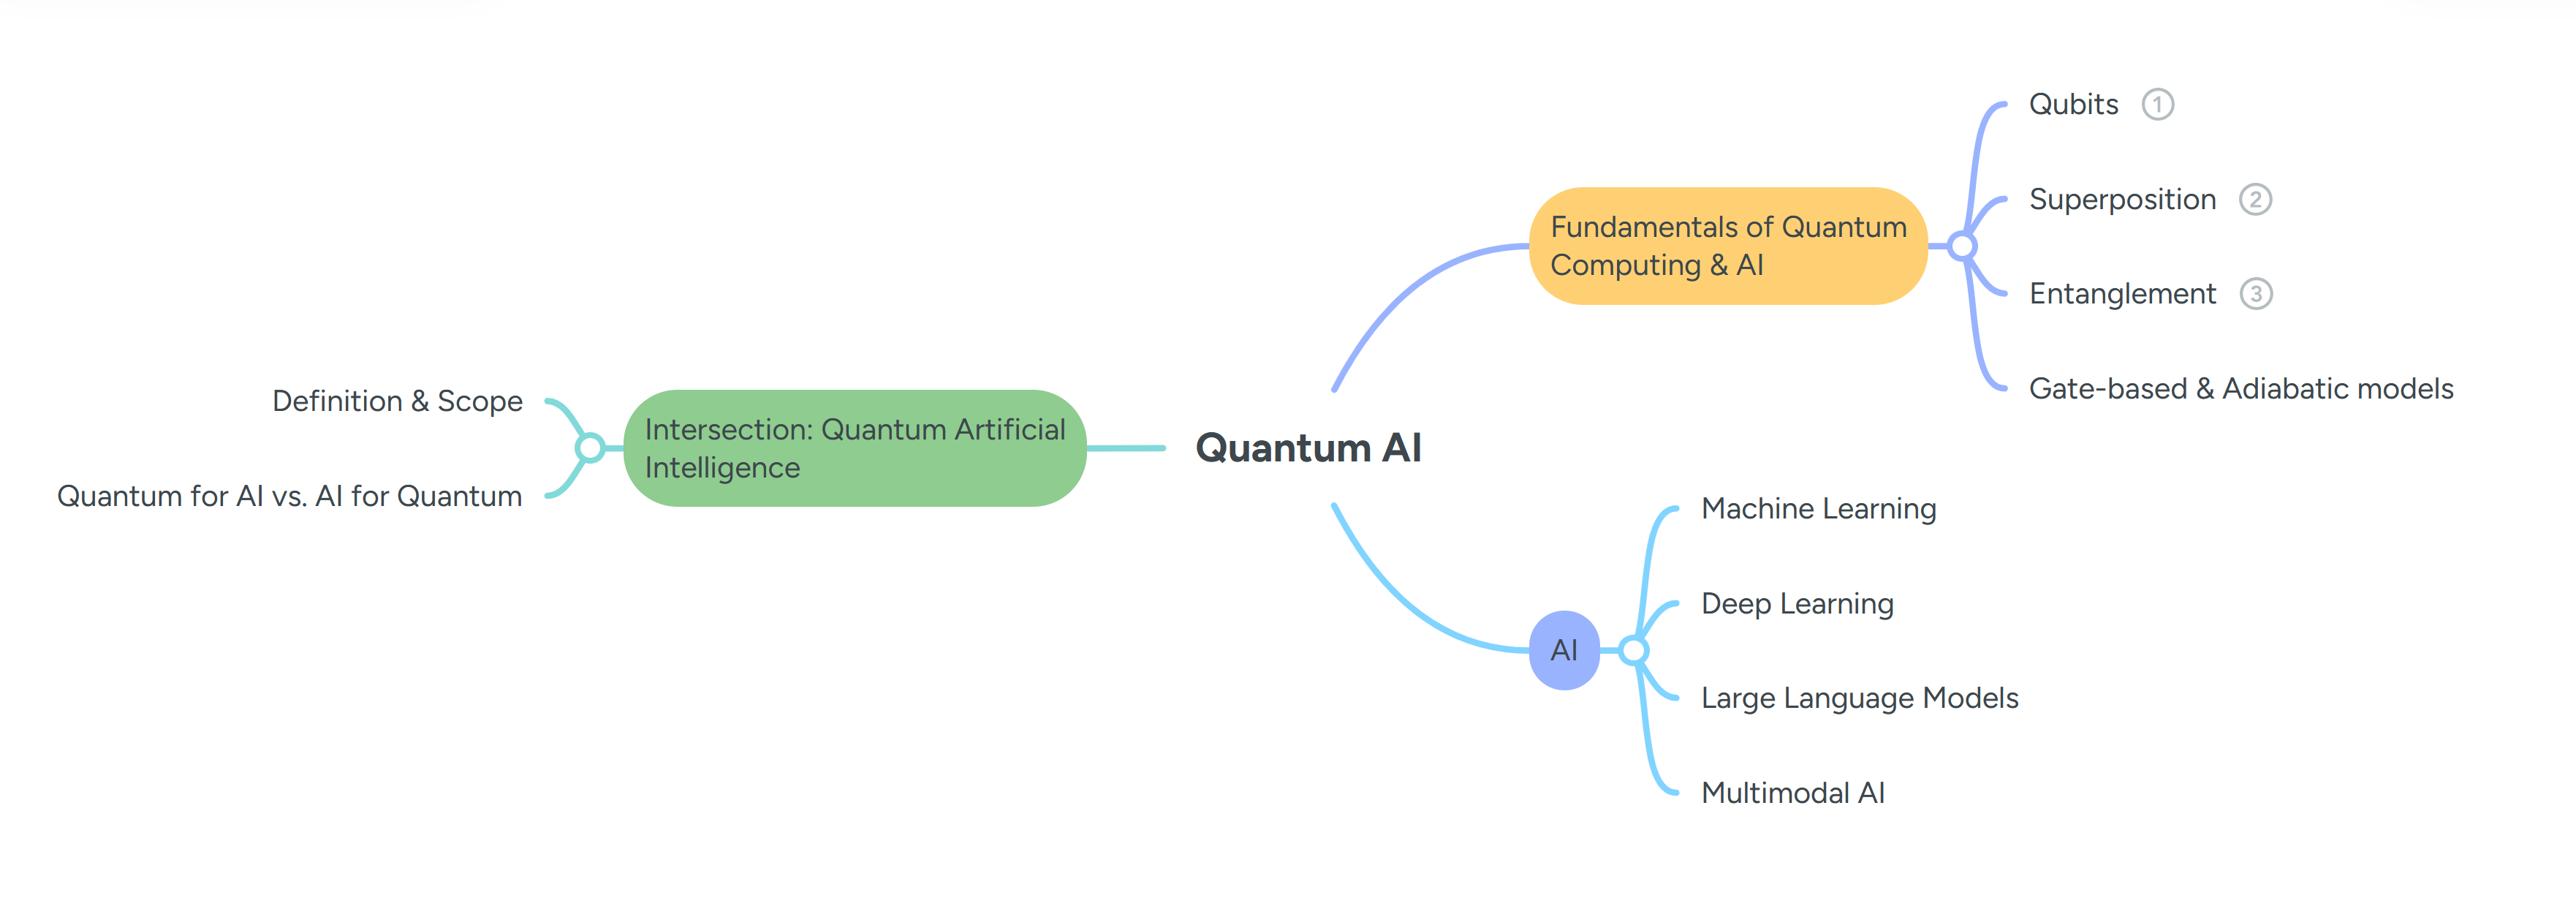 Quantum AI
Fundamentals of Quantum
Computing & AI
Qubits 1
Superposition 2
Entanglement 3
Gate-based & Adiabatic models
AI
Machine Learning
Deep Learning
Large Language Models
Multimodal AI
Intersection: Quantum Artificial
Intelligence
Definition & Scope
Quantum for AI vs. AI for Quantum